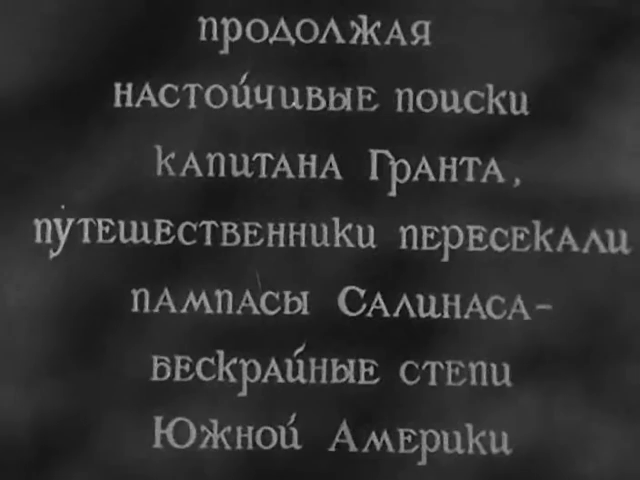 продолжая
настойчивые поиски
капитана Гранта,
путешественники пересекали
пампасы Салинаса-
бескрайные степи
Южной Америки